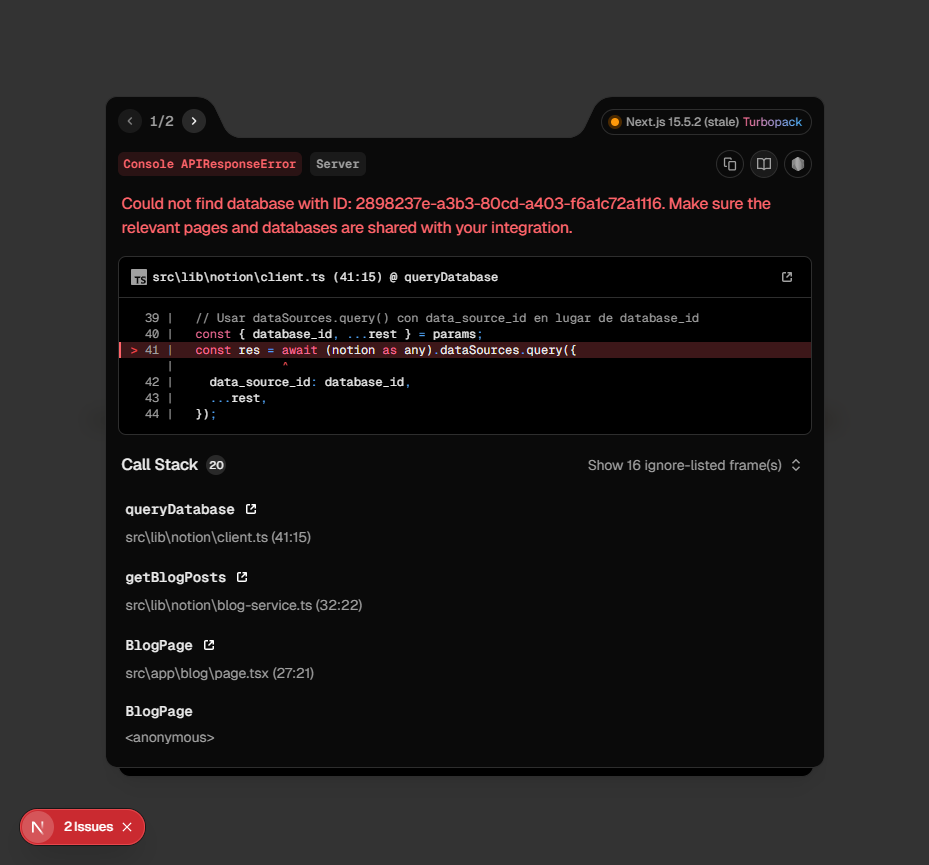 1/2
Next.js 15.5.2 (stale) Turbopack
Console APIResponseError Server
Could not find database with ID: 2898237e-a3b3-80cd-a403-f6a1c72a1116. Make sure the
relevant pages and databases are shared with your integration.
TS src\lib\notion\client.ts (41:15) @ queryDatabase
39 | // Usar dataSources.query() con data_source_id en lugar de database_id
40 | const { database_id, ...rest } = params;
> 41 | const res = await (notion as any).dataSources.query({
| ^
42 | data_source_id: database_id,
43 | ...rest,
44 | });
Call Stack 20
Show 16 ignore-listed frame(s)
queryDatabase
src\lib\notion\client.ts (41:15)
getBlogPosts
src\lib\notion\blog-service.ts (32:22)
BlogPage
src\app\blog\page.tsx (27:21)
BlogPage
<anonymous>
N 2 Issues